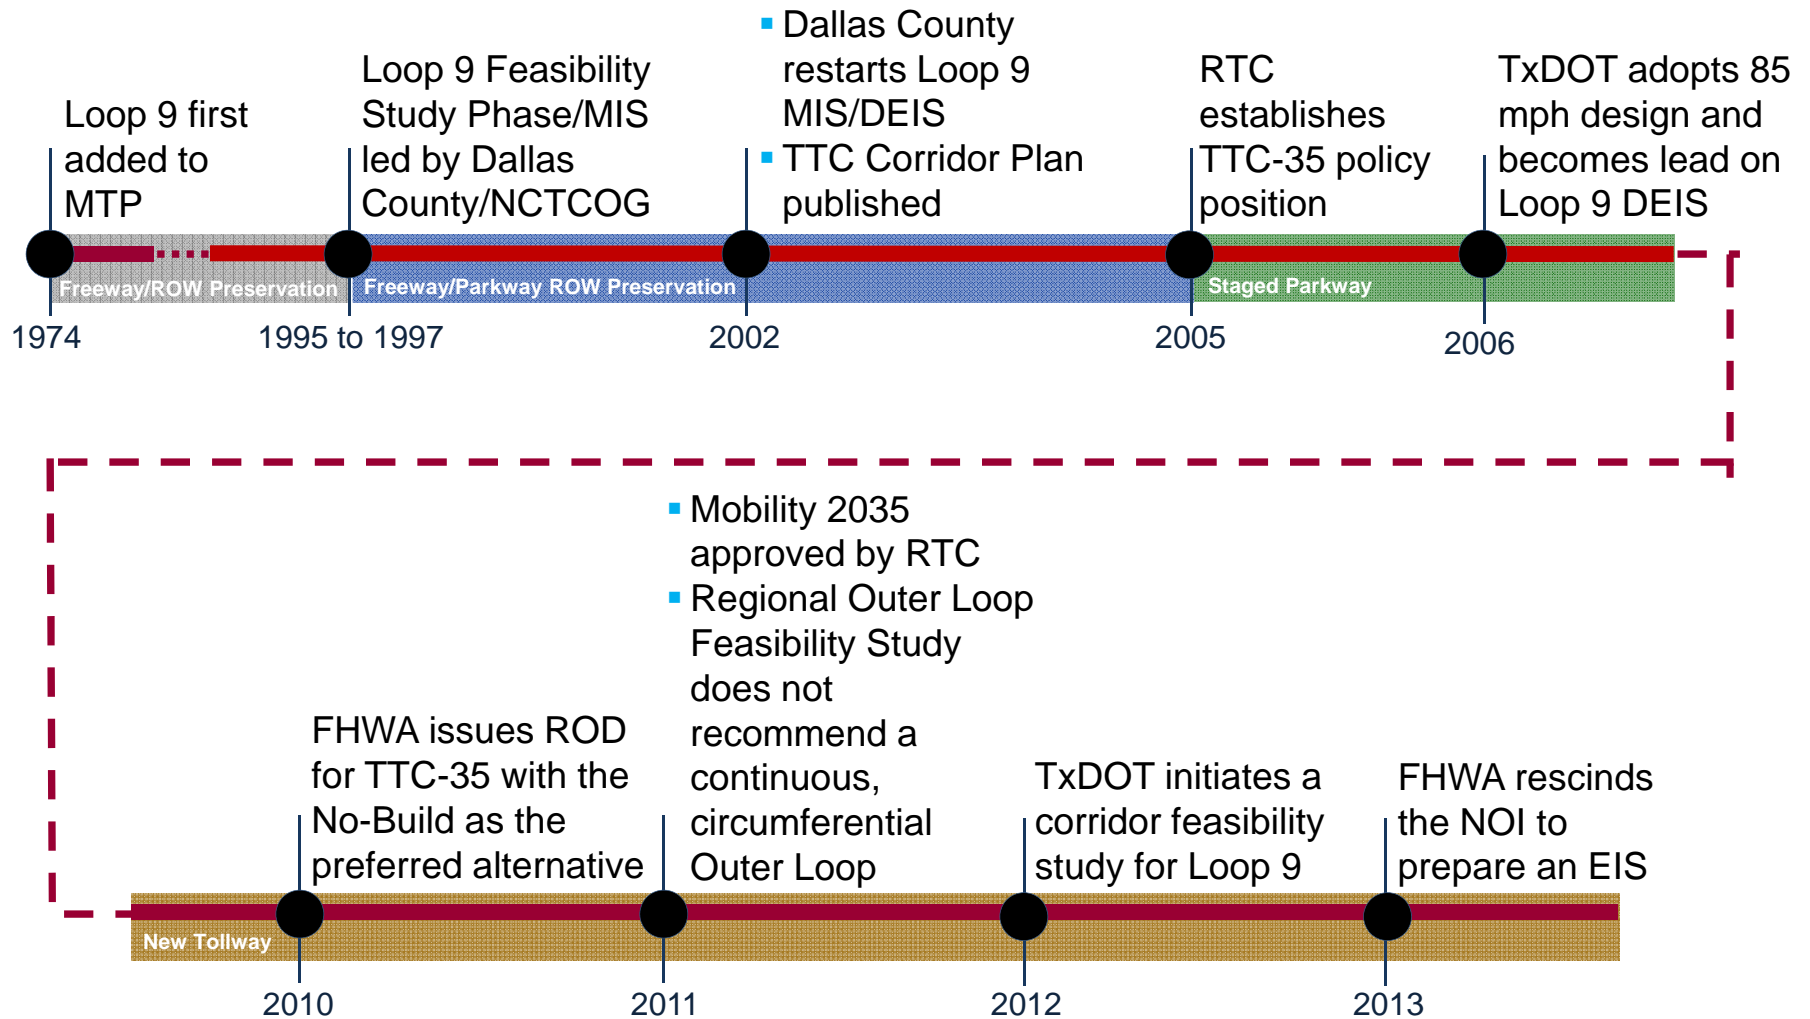 Loop 9 first
added to
MTP
Loop 9 Feasibility
Study Phase/MIS
led by Dallas
County/NCTCOG
▪ Dallas County
restarts Loop 9
MIS/DEIS
▪ TTC Corridor Plan
published
RTC
establishes
TTC-35 policy
position
TxDOT adopts 85
mph design and
becomes lead on
Loop 9 DEIS
Freeway/ROW Preservation
Freeway/Parkway ROW Preservation
Staged Parkway
1974
1995 to 1997
2002
2005
2006
FHWA issues ROD
for TTC-35 with the
No-Build as the
preferred alternative
▪ Mobility 2035
approved by RTC
▪ Regional Outer Loop
Feasibility Study
does not
recommend a
continuous,
circumferential
Outer Loop
TxDOT initiates a
corridor feasibility
study for Loop 9
FHWA rescinds
the NOI to
prepare an EIS
New Tollway
2010
2011
2012
2013